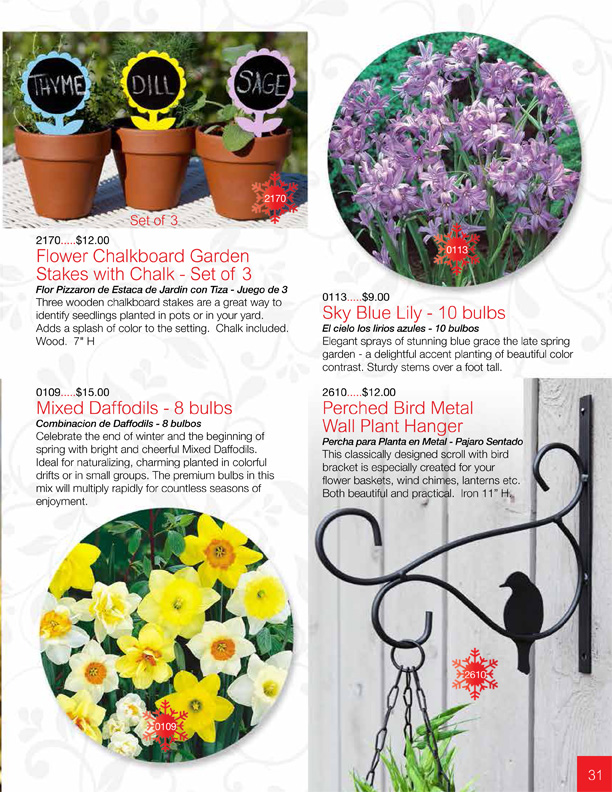 THYME
DILL
SAGE
2170
Set of 3
2170.....$12.00
Flower Chalkboard Garden
Stakes with Chalk - Set of 3
Flor Pizzaron de Estaca de Jardin con Tiza - Juego de 3
Three wooden chalkboard stakes are a great way to
identify seedlings planted in pots or in your yard.
Adds a splash of color to the setting. Chalk included.
Wood. 7" H
0113
0113.....$9.00
Sky Blue Lily - 10 bulbs
El cielo los lirios azules - 10 bulbos
Elegant sprays of stunning blue grace the late spring
garden - a delightful accent planting of beautiful color
contrast. Sturdy stems over a foot tall.
0109.....$15.00
Mixed Daffodils - 8 bulbs
Combinacion de Daffodils - 8 bulbos
Celebrate the end of winter and the beginning of
spring with bright and cheerful Mixed Daffodils.
Ideal for naturalizing, charming planted in colorful
drifts or in small groups. The premium bulbs in this
mix will multiply rapidly for countless seasons of
enjoyment.
0109
2610.....$12.00
Perched Bird Metal
Wall Plant Hanger
Percha para Planta en Metal - Pajaro Sentado
This classically designed scroll with bird
bracket is especially created for your
flower baskets, wind chimes, lanterns etc.
Both beautiful and practical. Iron 11" H.
2610
31